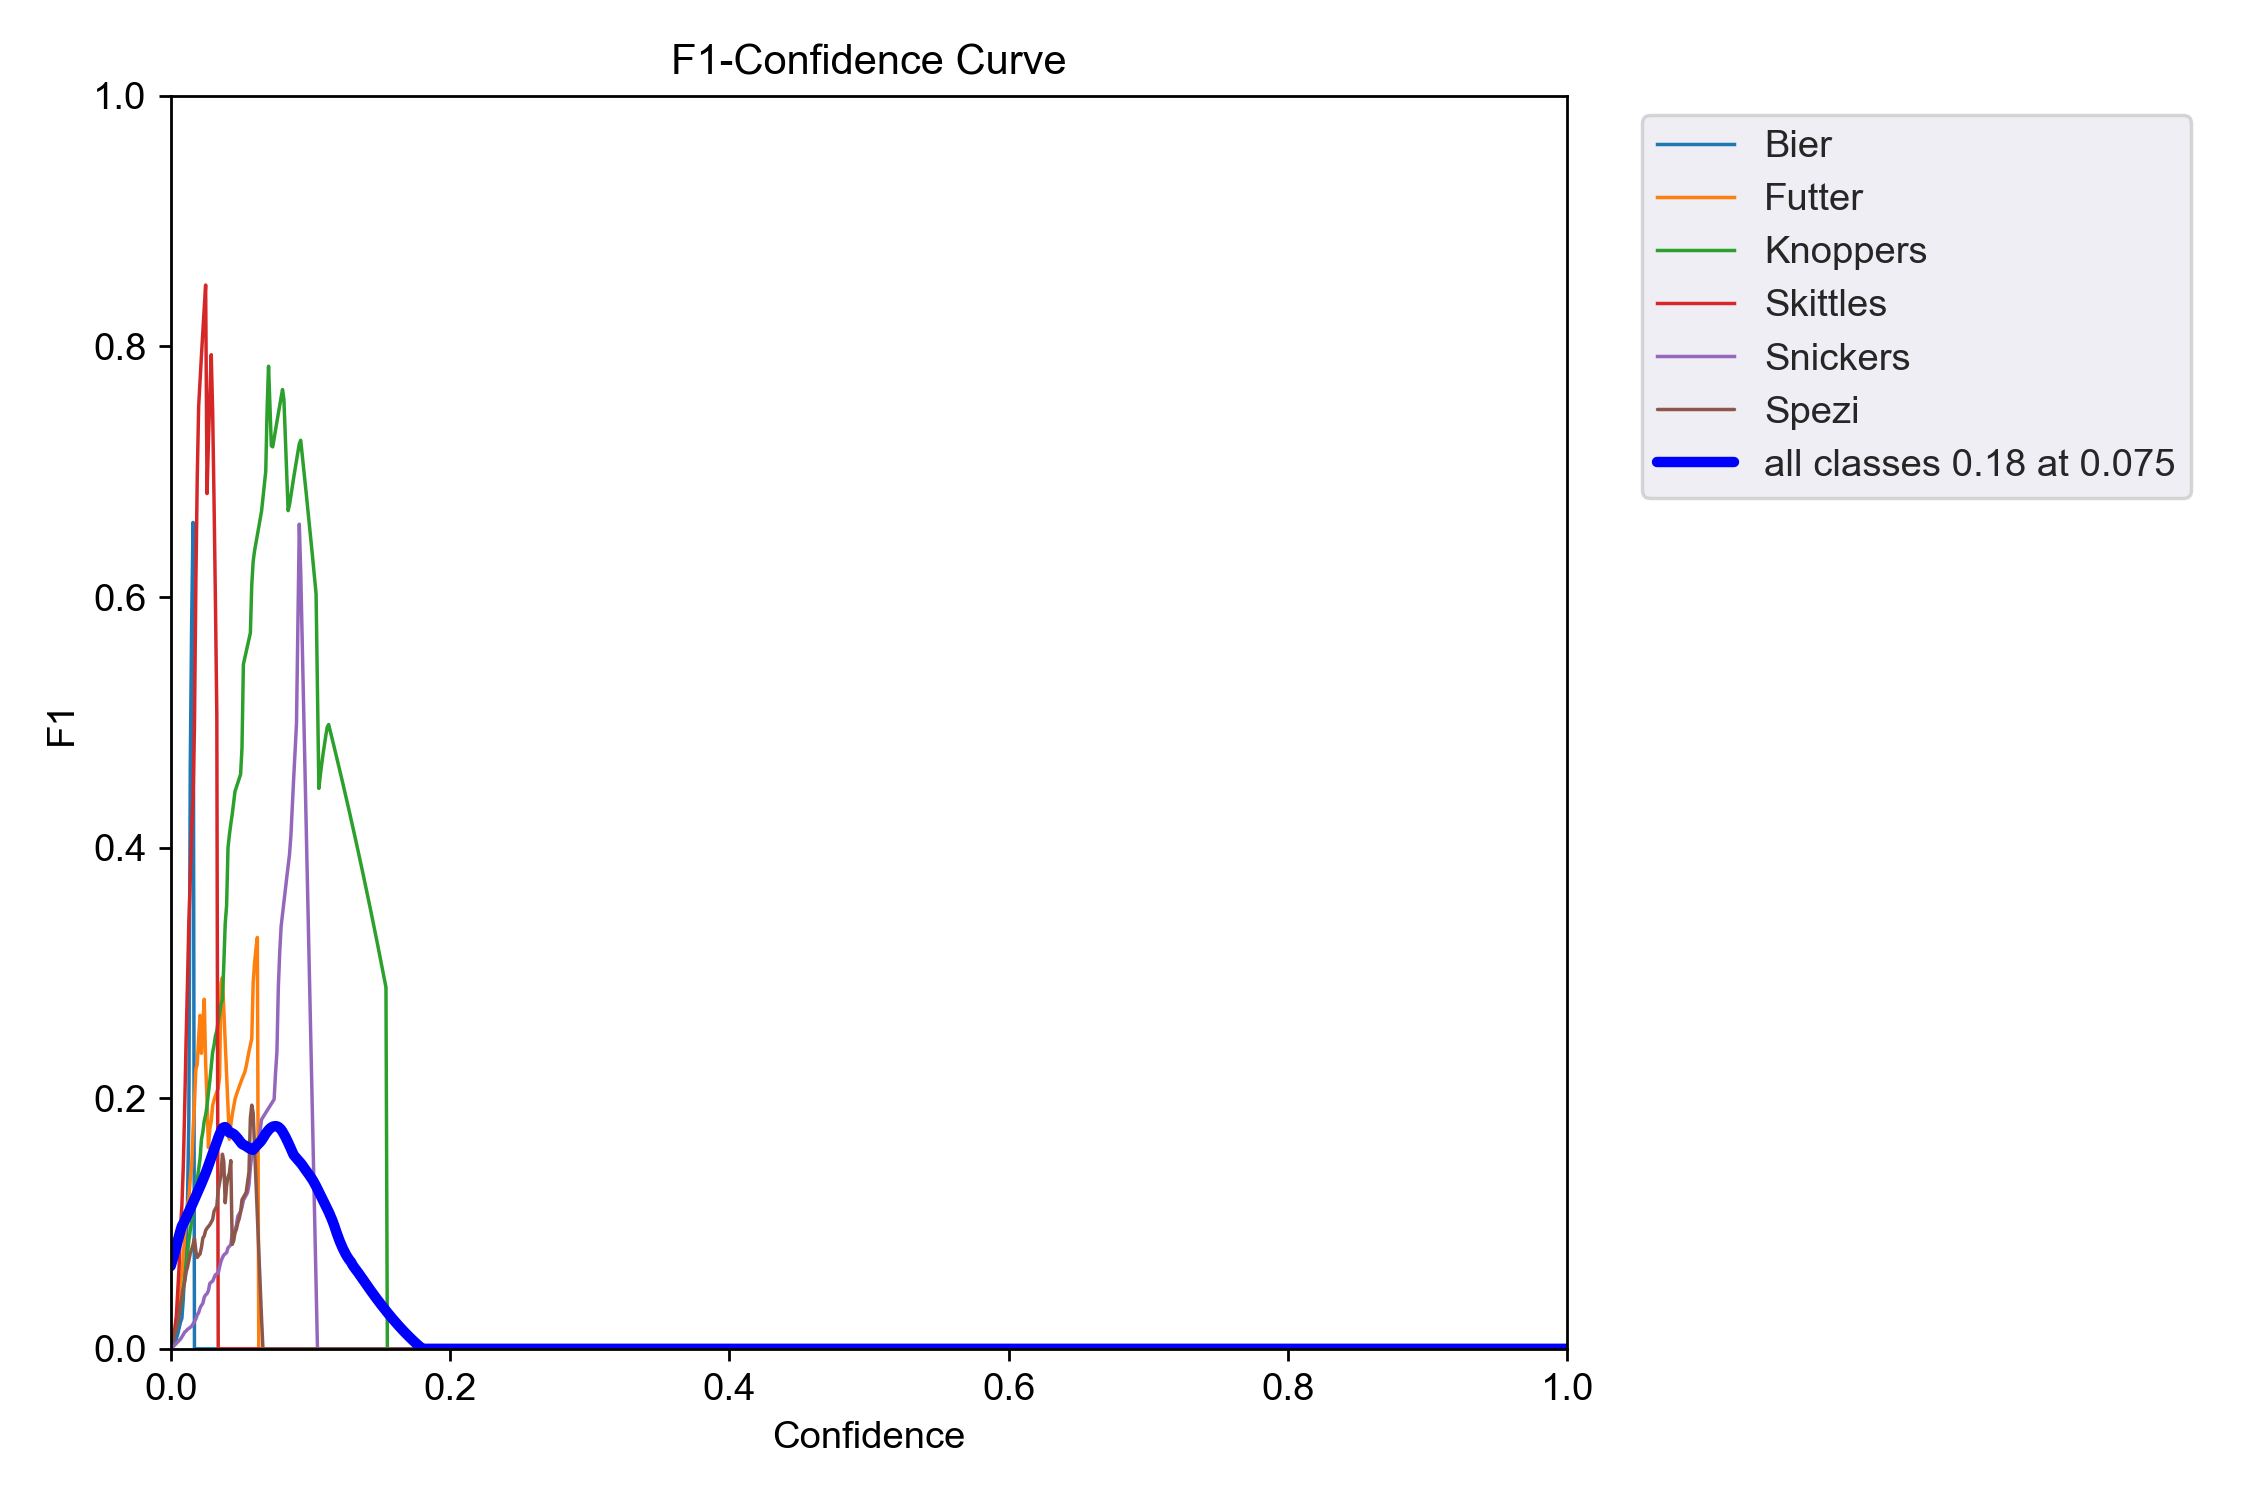 F1-Confidence Curve
1.0
0.8
0.6
0.4
0.2
0.0
F1
0.0 0.2 0.4 0.6 0.8 1.0
Confidence
Bier
Futter
Knoppers
Skittles
Snickers
Spezi
all classes 0.18 at 0.075